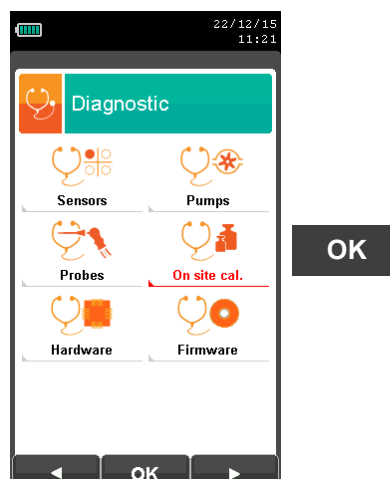 22/12/15
11:21
Diagnostic
Sensors
Pumps
Probes
On site cal.
OK
Hardware
Firmware
OK